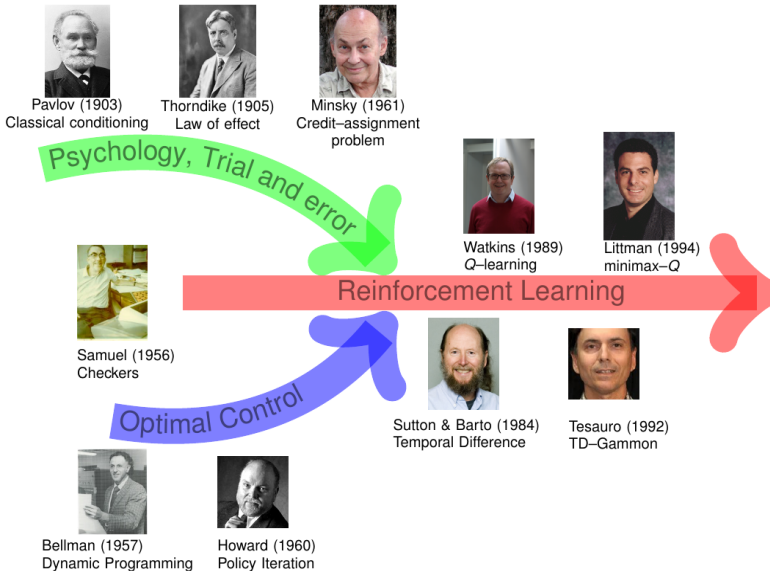 Pavlov (1903)
Classical conditioning
Thorndike (1905)
Law of effect
Minsky (1961)
Credit–assignment
problem
Psychology, Trial and error
Watkins (1989)
Q–learning
Littman (1994)
minimax–Q
Reinforcement Learning
Samuel (1956)
Checkers
Optimal Control
Sutton & Barto (1984)
Temporal Difference
Tesauro (1992)
TD–Gammon
Bellman (1957)
Dynamic Programming
Howard (1960)
Policy Iteration